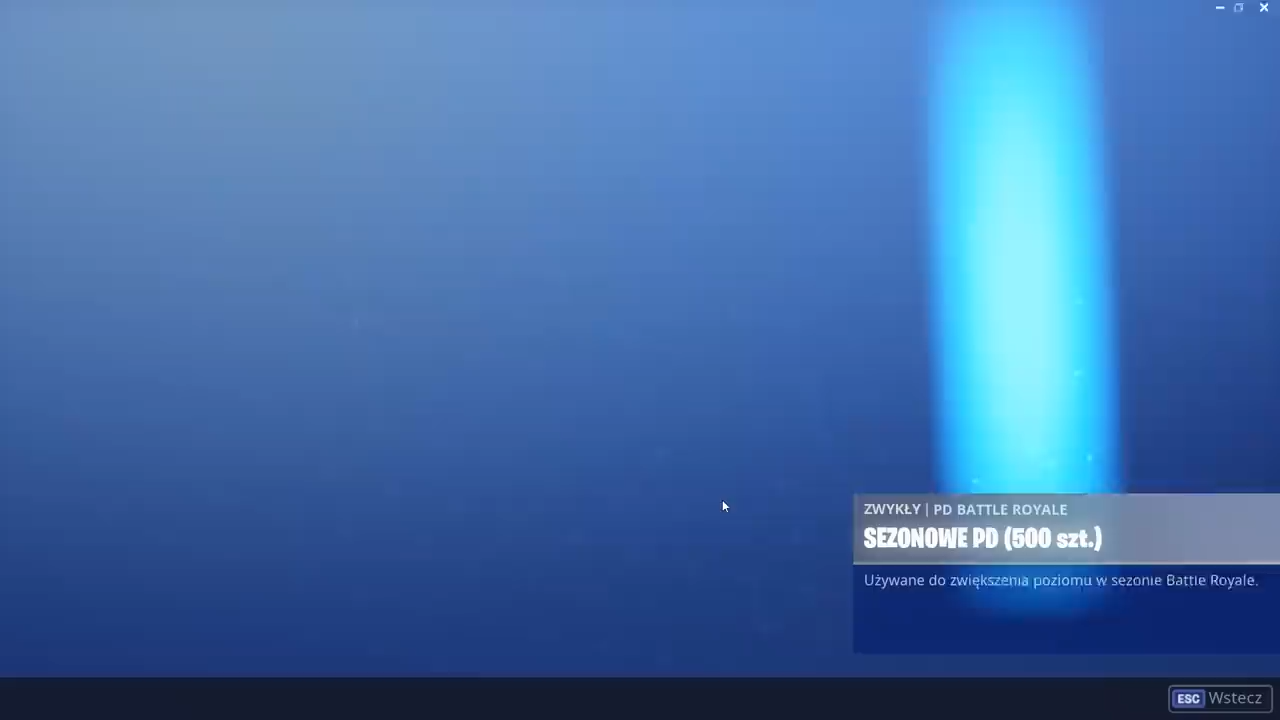 ZWYKŁY | PD BATTLE ROYALE
SEZONOWE PD (500 szt.)
Używane do zwiększenia poziomu w sezonie Battle Royale.
ESC Wstecz